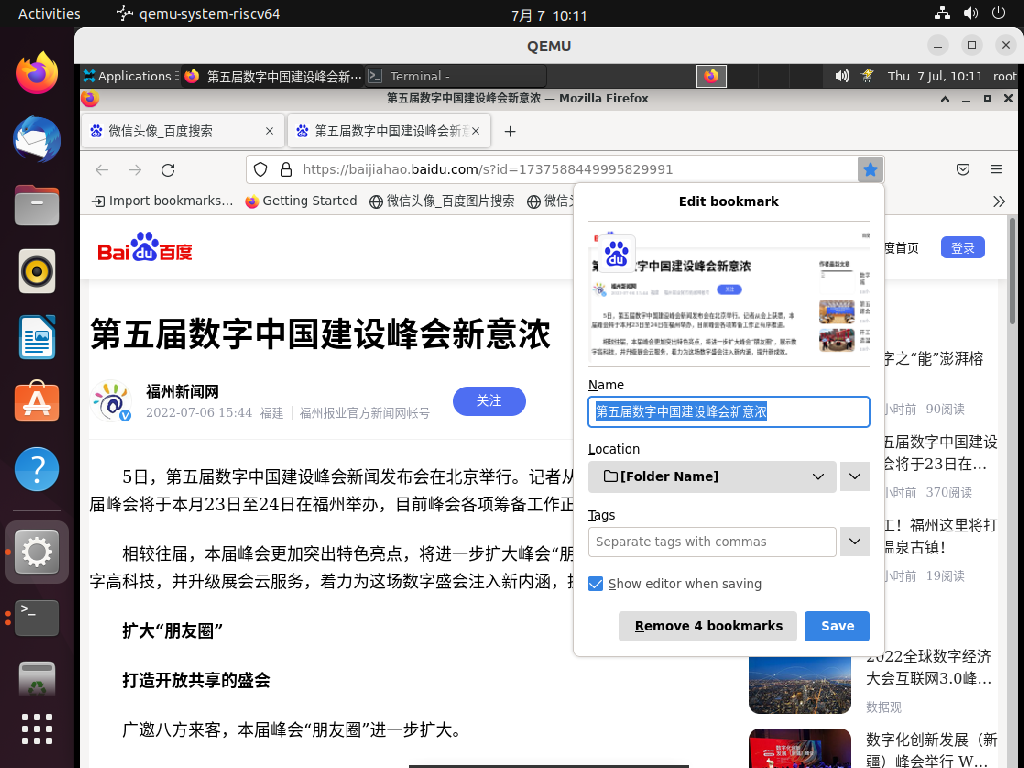 Activities
qemu-system-riscv64
7月 7 10:11
QEMU
Applications
第五届数字中国建设峰会新…
Terminal -
Thu 7 Jul, 10:11
root
第五届数字中国建设峰会新意浓 — Mozilla Firefox
微信头像_百度搜索
第五届数字中国建设峰会新意
https://baijiahao.baidu.com/s?id=1737588449995829991
Import bookmarks...
Getting Started
微信头像_百度图片搜索
微信头
Edit bookmark
Bai du 百度
度首页
登录
第五届数字中国建设峰会新意浓
福州新闻网
2022-07-06 15:44 福建 福州报业官方新闻网帐号
关注
Name
第五届数字中国建设峰会新意浓
Location
[Folder Name]
Tags
Separate tags with commas
Show editor when saving
Remove 4 bookmarks
Save
5日，第五届数字中国建设峰会新闻发布会在北京举行。记者从
届峰会将于本月23日至24日在福州举办，目前峰会各项筹备工作正
相较往届，本届峰会更加突出特色亮点，将进一步扩大峰会“朋
字高科技，并升级展会云服务，着力为这场数字盛会注入新内涵，
扩大“朋友圈”
打造开放共享的盛会
广邀八方来客，本届峰会“朋友圈”进一步扩大。
字之“能”澎湃榕
小时前 90阅读
五届数字中国建设
会将于23日在…
小时前 370阅读
江！福州这里将打
温泉古镇！
小时前 19阅读
2022全球数字经济
大会互联网3.0峰…
数据观
数字化创新发展（新
疆）峰会举行 W…